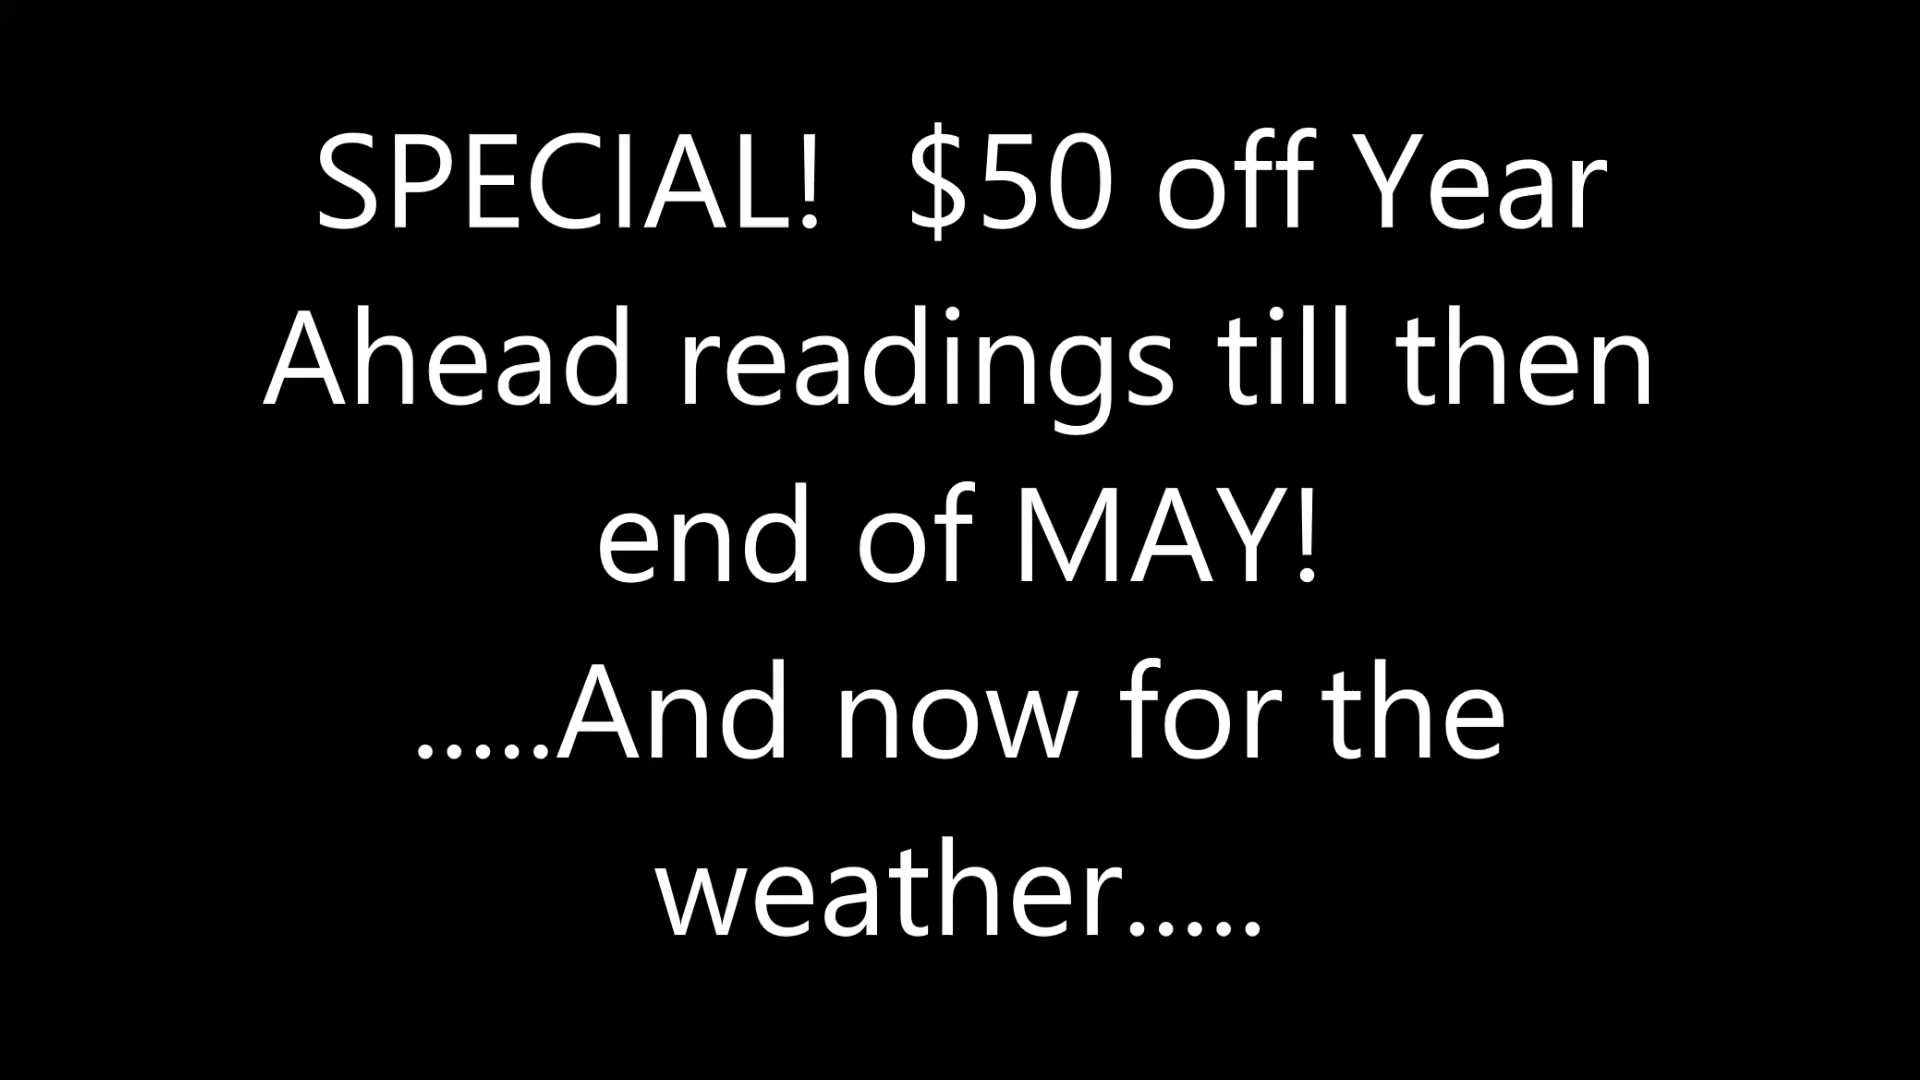 SPECIAL!  $50 off Year
Ahead readings till then
end of MAY!
.....And now for the
weather.....